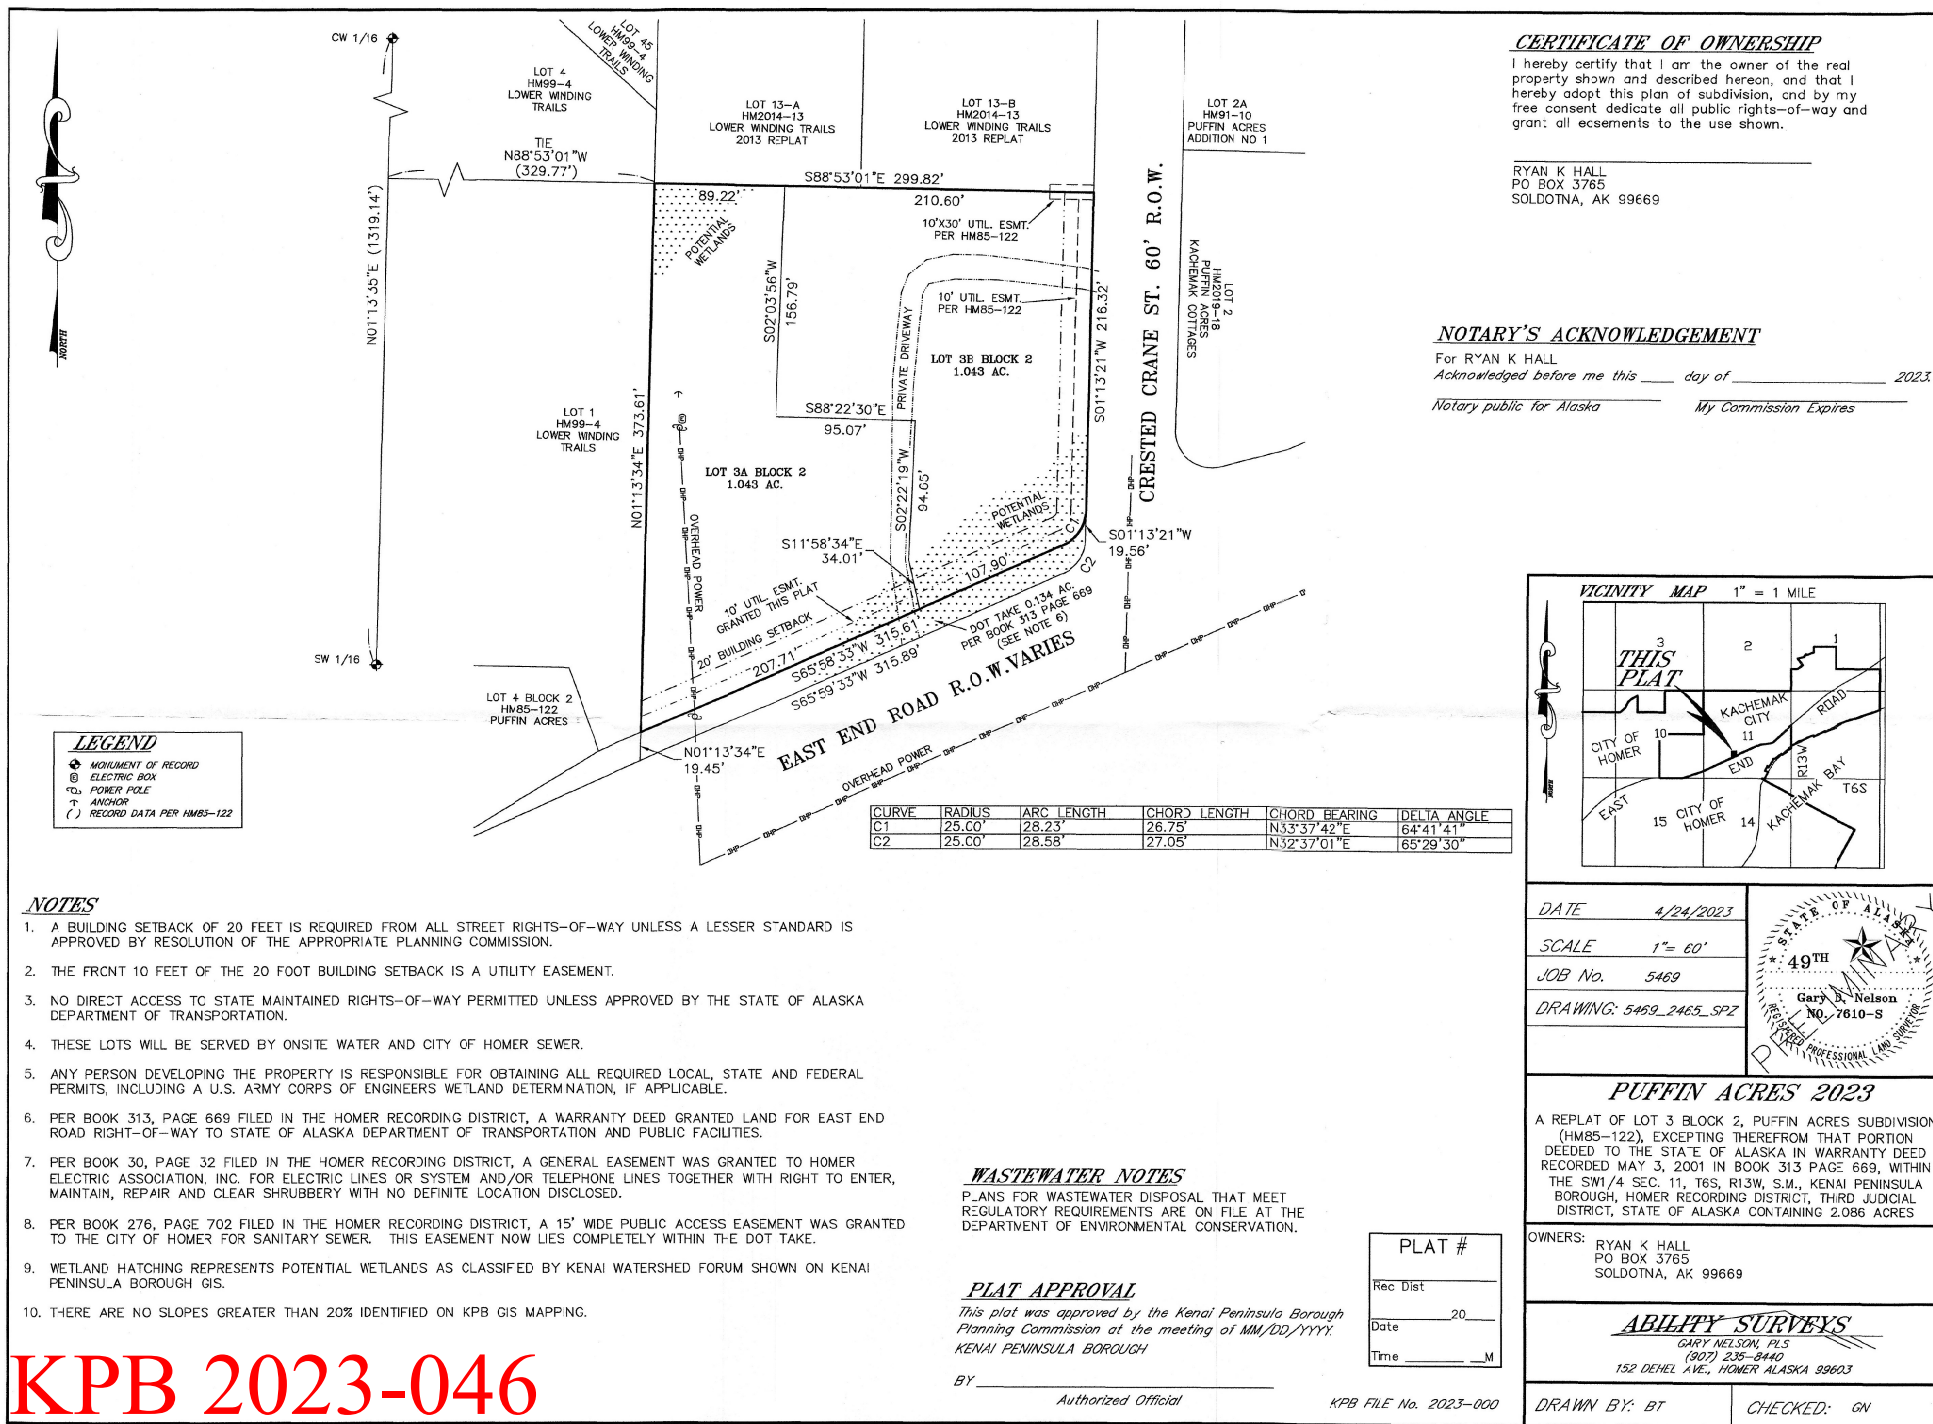 CW 1/16
LOT 45
HM99-4
LOWER WINDING
TRAILS
LOT 4
HM99-4
LOWER WINDING
TRAILS
TIE
N88°53'01"W
(329.77')
LOT 13-A
HM2014-13
LOWER WINDING TRAILS
2013 REPLAT
LOT 13-B
HM2014-13
LOWER WINDING TRAILS
2013 REPLAT
LOT 2A
HM91-10
PUFFIN ACRES
ADDITION NO 1
S88°53'01"E 299.82'
89.22'
210.60'
POTENTIAL
WETLANDS
10'X30' UTIL. ESMT.
PER HM85-122
10' UTIL. ESMT.
PER HM85-122
NORTH
N01°13'35"E (1319.14')
S02°03'56"W
156.79'
PRIVATE DRIVEWAY
LOT 3B BLOCK 2
1.043 AC.
S01°13'21"W 216.32'
CRESTED CRANE ST. 60' R.O.W.
LOT 2
HM2019-18
PUFFIN ACRES
KACHEMAK COTTAGES
S88°22'30"E
95.07'
LOT 1
HM99-4
LOWER WINDING
TRAILS
N01°13'34"E 373.61'
LOT 3A BLOCK 2
1.043 AC.
S02°22'19"W
94.65'
OVERHEAD POWER
POTENTIAL
WETLANDS
C1
S01°13'21"W
19.56'
C2
S11°58'34"E
34.01'
107.90'
10' UTIL. ESMT.
GRANTED THIS PLAT
20' BUILDING SETBACK
207.71'
S65°58'33"W 315.61'
S65°59'33"W 315.89'
DOT TAKE 0.134 AC.
PER BOOK 313 PAGE 669
(SEE NOTE 6)
EAST END ROAD R.O.W.VARIES
OVERHEAD POWER
OHP
SW 1/16
LOT 4 BLOCK 2
HM85-122
PUFFIN ACRES
N01°13'34"E
19.45'
LEGEND
MONUMENT OF RECORD
ELECTRIC BOX
POWER POLE
ANCHOR
( ) RECORD DATA PER HM85-122
CURVE RADIUS ARC LENGTH CHORD LENGTH CHORD BEARING DELTA ANGLE
C1 25.00' 28.23' 26.75' N33°37'42"E 64°41'41"
C2 25.00' 28.58' 27.05' N32°37'01"E 65°29'30"
NOTES
1. A BUILDING SETBACK OF 20 FEET IS REQUIRED FROM ALL STREET RIGHTS-OF-WAY UNLESS A LESSER STANDARD IS
APPROVED BY RESOLUTION OF THE APPROPRIATE PLANNING COMMISSION.
2. THE FRONT 10 FEET OF THE 20 FOOT BUILDING SETBACK IS A UTILITY EASEMENT.
3. NO DIRECT ACCESS TO STATE MAINTAINED RIGHTS-OF-WAY PERMITTED UNLESS APPROVED BY THE STATE OF ALASKA
DEPARTMENT OF TRANSPORTATION.
4. THESE LOTS WILL BE SERVED BY ONSITE WATER AND CITY OF HOMER SEWER.
5. ANY PERSON DEVELOPING THE PROPERTY IS RESPONSIBLE FOR OBTAINING ALL REQUIRED LOCAL, STATE AND FEDERAL
PERMITS, INCLUDING A U.S. ARMY CORPS OF ENGINEERS WETLAND DETERMINATION, IF APPLICABLE.
6. PER BOOK 313, PAGE 669 FILED IN THE HOMER RECORDING DISTRICT, A WARRANTY DEED GRANTED LAND FOR EAST END
ROAD RIGHT-OF-WAY TO STATE OF ALASKA DEPARTMENT OF TRANSPORTATION AND PUBLIC FACILITIES.
7. PER BOOK 30, PAGE 32 FILED IN THE HOMER RECORDING DISTRICT, A GENERAL EASEMENT WAS GRANTED TO HOMER
ELECTRIC ASSOCIATION, INC. FOR ELECTRIC LINES OR SYSTEM AND/OR TELEPHONE LINES TOGETHER WITH RIGHT TO ENTER,
MAINTAIN, REPAIR AND CLEAR SHRUBBERY WITH NO DEFINITE LOCATION DISCLOSED.
8. PER BOOK 276, PAGE 702 FILED IN THE HOMER RECORDING DISTRICT, A 15' WIDE PUBLIC ACCESS EASEMENT WAS GRANTED
TO THE CITY OF HOMER FOR SANITARY SEWER. THIS EASEMENT NOW LIES COMPLETELY WITHIN THE DOT TAKE.
9. WETLAND HATCHING REPRESENTS POTENTIAL WETLANDS AS CLASSIFED BY KENAI WATERSHED FORUM SHOWN ON KENAI
PENINSULA BOROUGH GIS.
10. THERE ARE NO SLOPES GREATER THAN 20% IDENTIFIED ON KPB GIS MAPPING.
KPB 2023-046
WASTEWATER NOTES
PLANS FOR WASTEWATER DISPOSAL THAT MEET
REGULATORY REQUIREMENTS ARE ON FILE AT THE
DEPARTMENT OF ENVIRONMENTAL CONSERVATION.
PLAT APPROVAL
This plat was approved by the Kenai Peninsula Borough
Planning Commission at the meeting of MM/DD/YYYY.
KENAI PENINSULA BOROUGH
BY
Authorized Official
PLAT #
Rec Dist
20
Date
Time M
KPB FILE No. 2023-000
CERTIFICATE OF OWNERSHIP
I hereby certify that I am the owner of the real
property shown and described hereon, and that I
hereby adopt this plan of subdivision, and by my
free consent dedicate all public rights-of-way and
grant all easements to the use shown.
RYAN K HALL
PO BOX 3765
SOLDOTNA, AK 99669
NOTARY'S ACKNOWLEDGEMENT
For RYAN K HALL
Acknowledged before me this ____ day of ____ 2023.
Notary public for Alaska My Commission Expires
VICINITY MAP 1" = 1 MILE
3 2 1
THIS
PLAT
KACHEMAK
CITY
ROAD
CITY OF
HOMER
10
11
END
R13W
KACHEMAK BAY
T6S
EAST
15
CITY OF
HOMER
14
NORTH
DATE 4/24/2023
SCALE 1"= 60'
JOB No. 5469
DRAWING: 5469_2465_SPZ
STATE OF ALASKA
49TH
Gary D. Nelson
NO. 7610-S
REGISTERED PROFESSIONAL LAND SURVEYOR
PRELIMINARY
PUFFIN ACRES 2023
A REPLAT OF LOT 3 BLOCK 2, PUFFIN ACRES SUBDIVISION
(HM85-122), EXCEPTING THEREFROM THAT PORTION
DEEDED TO THE STATE OF ALASKA IN WARRANTY DEED
RECORDED MAY 3, 2001 IN BOOK 313 PAGE 669, WITHIN
THE SW1/4 SEC. 11, T6S, R13W, S.M., KENAI PENINSULA
BOROUGH, HOMER RECORDING DISTRICT, THIRD JUDICIAL
DISTRICT, STATE OF ALASKA CONTAINING 2.086 ACRES
OWNERS:
RYAN K HALL
PO BOX 3765
SOLDOTNA, AK 99669
ABILITY SURVEYS
GARY NELSON, PLS
(907) 235-8440
152 DEHEL AVE., HOMER ALASKA 99603
DRAWN BY: BT
CHECKED: GN